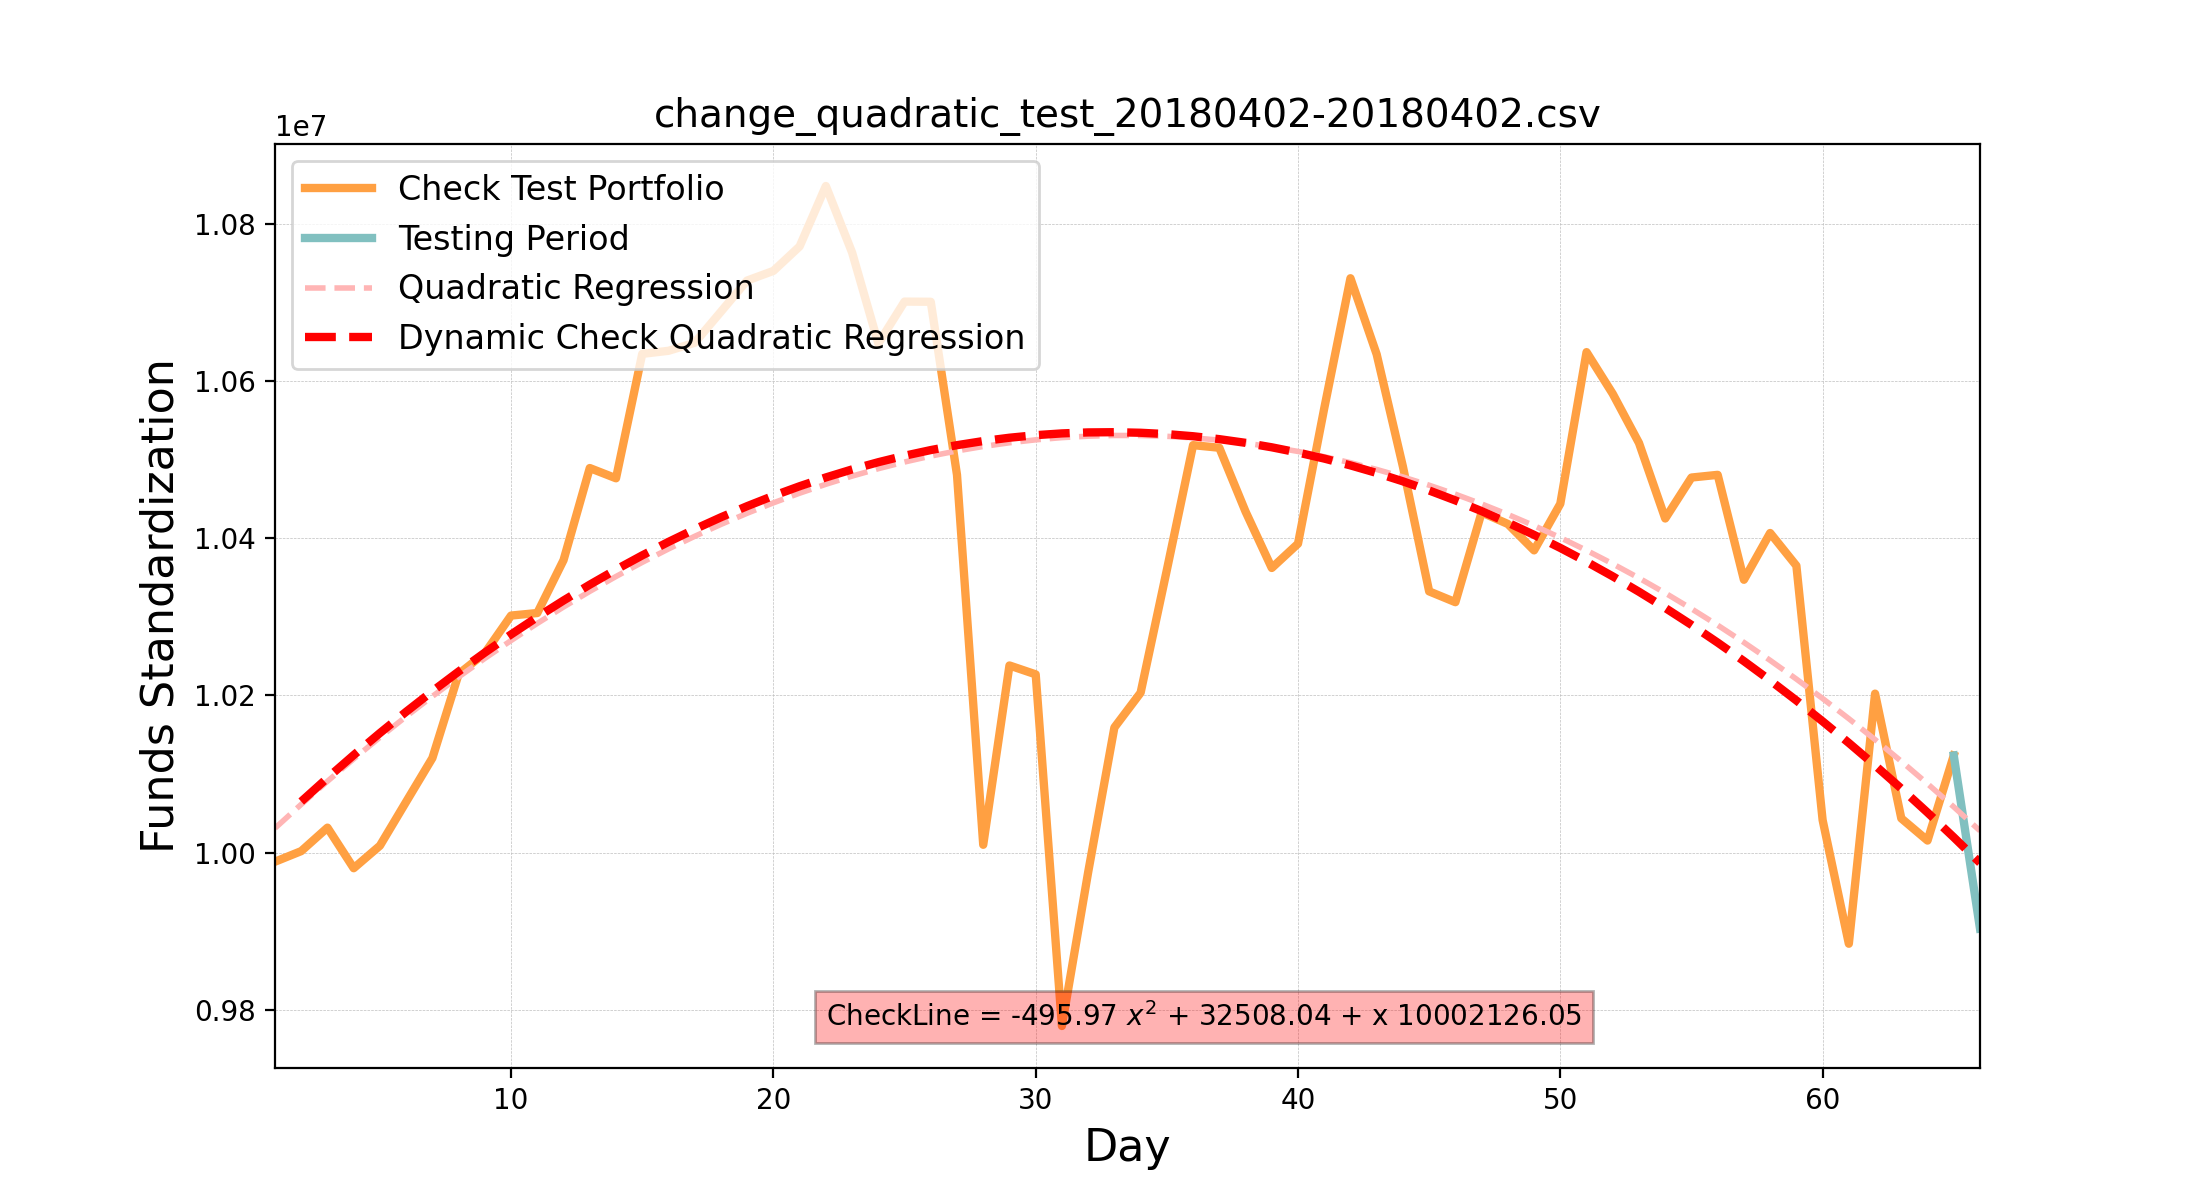 change_quadratic_test_20180402-20180402.csv
1e7
Check Test Portfolio
Testing Period
Quadratic Regression
Dynamic Check Quadratic Regression
Funds Standardization
1.08
1.06
1.04
1.02
1.00
0.98
CheckLine = -495.97 x² + 32508.04 + x 10002126.05
10 20 30 40 50 60
Day